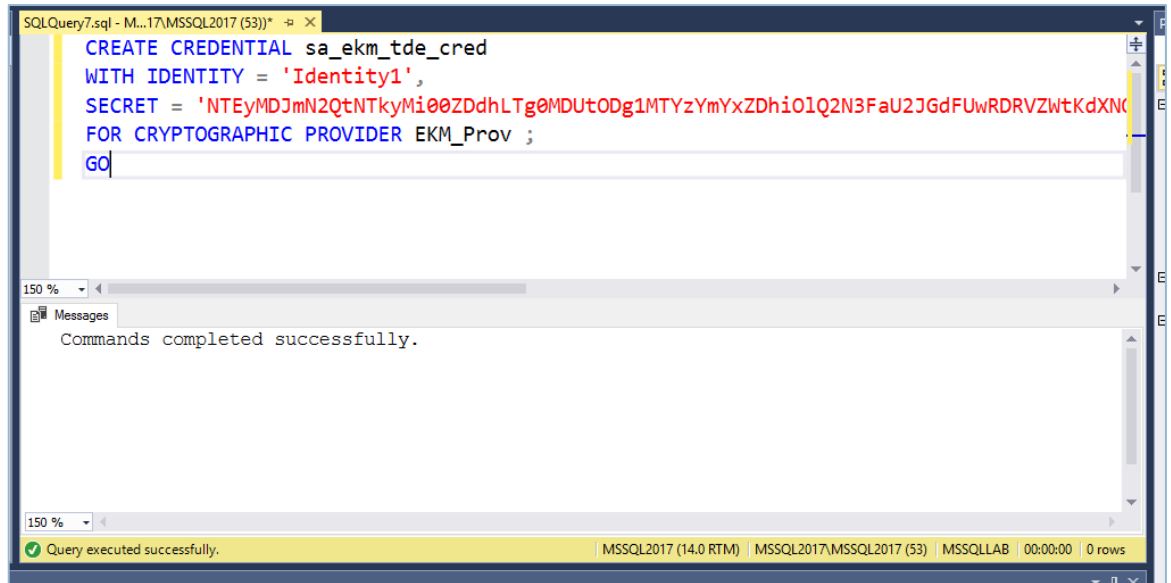 SQLQuery7.sql - M...17\MSSQL2017 (53))*
CREATE CREDENTIAL sa_ekm_tde_cred
WITH IDENTITY = 'Identity1',
SECRET = 'NTEyMDJmN2QtNTkyMi00ZDdhLTg0MDUtODg1MTYzYmYxZDhiOlQ2N3FaU2JGdFUwRDRVZWtKdXN
FOR CRYPTOGRAPHIC PROVIDER EKM_Prov ;
GO
150 %
Messages
Commands completed successfully.
150 %
Query executed successfully. MSSQL2017 (14.0 RTM) MSSQL2017\MSSQL2017 (53) MSSQLLAB 00:00:00 0 rows